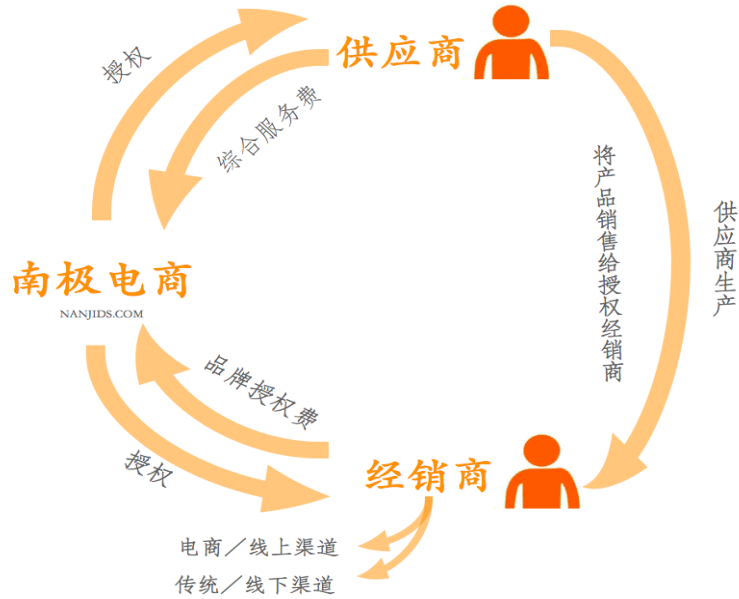 供应商
授权
综合服务费
将产品销售给授权经销商
供应商生产
南极电商
NANJIDS.COM
品牌授权费
授权
经销商
电商／线上渠道
传统／线下渠道